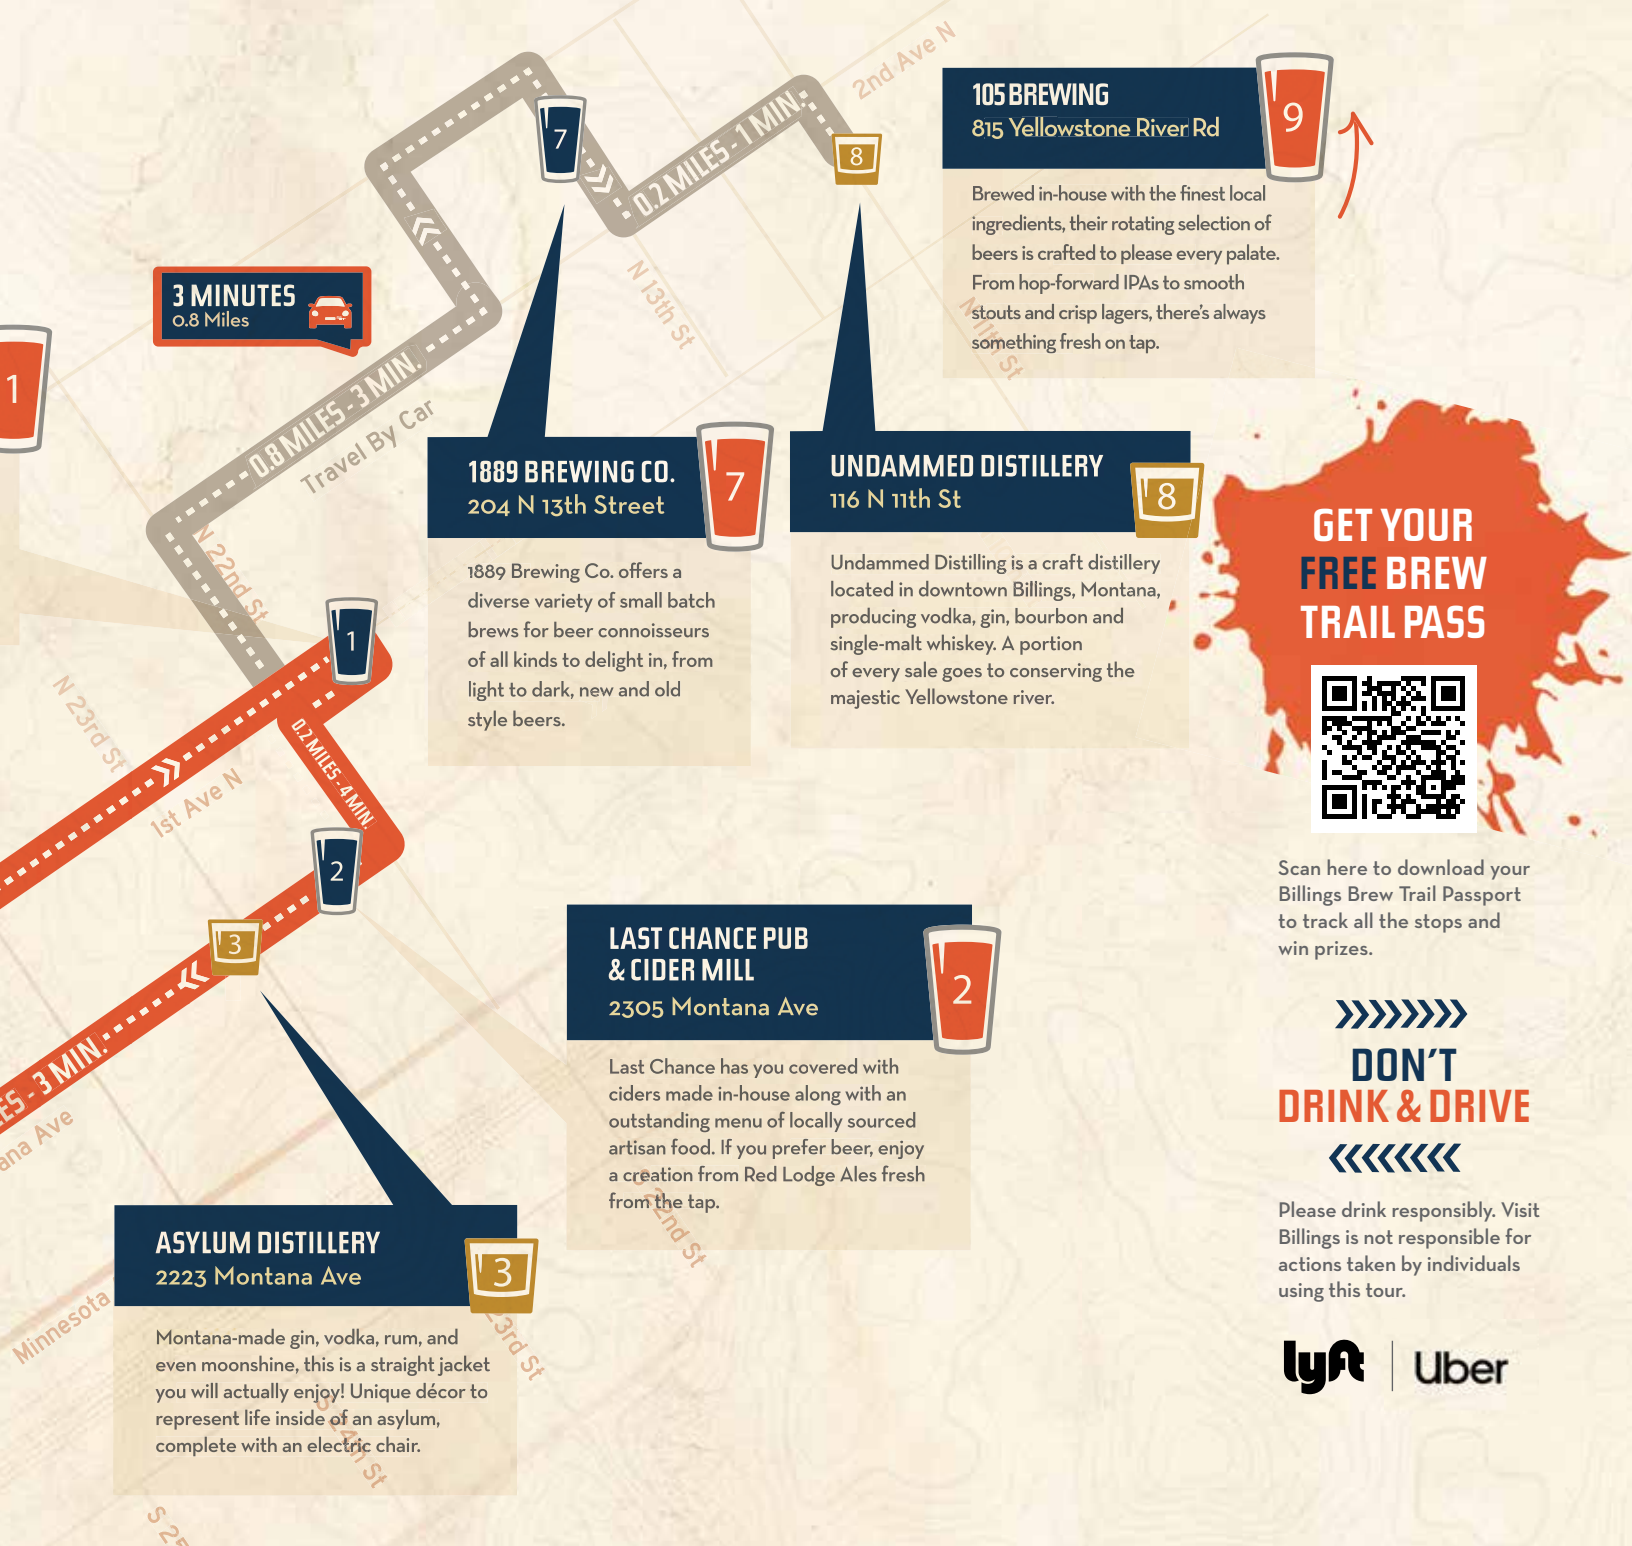 2nd Ave N
7
0.2 MILES - 1 MIN.
8
105 BREWING
815 Yellowstone River Rd
9
Brewed in-house with the finest local
ingredients, their rotating selection of
beers is crafted to please every palate.
From hop-forward IPAs to smooth
stouts and crisp lagers, there's always
something fresh on tap.
N 13th St
N 11th St
3 MINUTES
0.8 Miles
1
0.8 MILES - 3 MIN.
Travel By Car
1889 BREWING CO.
204 N 13th Street
7
1889 Brewing Co. offers a
diverse variety of small batch
brews for beer connoisseurs
of all kinds to delight in, from
light to dark, new and old
style beers.
UNDAMMED DISTILLERY
116 N 11th St
8
Undammed Distilling is a craft distillery
located in downtown Billings, Montana,
producing vodka, gin, bourbon and
single-malt whiskey. A portion
of every sale goes to conserving the
majestic Yellowstone river.
GET YOUR
FREE BREW
TRAIL PASS
Scan here to download your
Billings Brew Trail Passport
to track all the stops and
win prizes.
N 22nd St
1
N 23rd St
1st Ave N
0.2 MILES - 4 MIN.
2
3
ES - 3 MIN.
ana Ave
LAST CHANCE PUB
& CIDER MILL
2305 Montana Ave
2
Last Chance has you covered with
ciders made in-house along with an
outstanding menu of locally sourced
artisan food. If you prefer beer, enjoy
a creation from Red Lodge Ales fresh
from the tap.
S 22nd St
DON'T
DRINK & DRIVE
Please drink responsibly. Visit
Billings is not responsible for
actions taken by individuals
using this tour.
lyft
Uber
ASYLUM DISTILLERY
2223 Montana Ave
3
Montana-made gin, vodka, rum, and
even moonshine, this is a straight jacket
you will actually enjoy! Unique décor to
represent life inside of an asylum,
complete with an electric chair.
Minnesota
23rd St
S 24th St
S 25